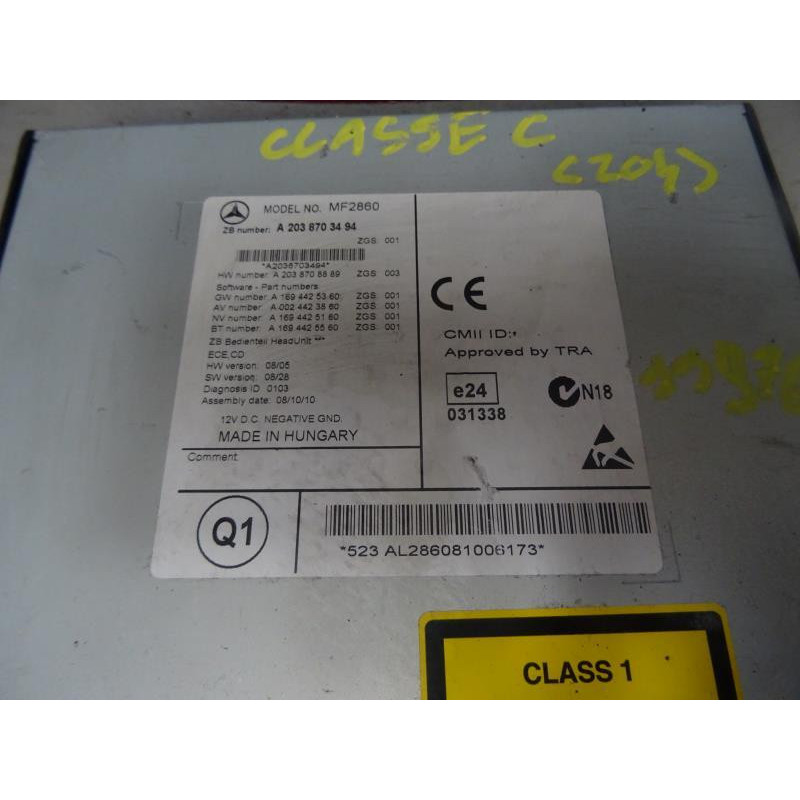 CLASSE C
(204)
MODEL NO. MF2860
ZB number: A 203 870 34 94
ZGS: 001
*A2038703494*
HW number: A 203 870 88 89 ZGS: 003
Software - Part numbers
GW number: A 169 442 53 60 ZGS: 001
AV number: A 002 442 38 60 ZGS: 001
NV number: A 169 442 51 60 ZGS: 001
BT number: A 169 442 55 60 ZGS: 001
ZB Bedienteil HeadUnit ***
ECE,CD
HW version: 08/05
SW version: 08/28
Diagnosis ID 0103
Assembly date: 08/10/10
12V D.C. NEGATIVE GND.
MADE IN HUNGARY
Comment:
CE
CMII ID:*
Approved by TRA
e24
N18
031338
Q1
*523 AL286081006173*
CLASS 1